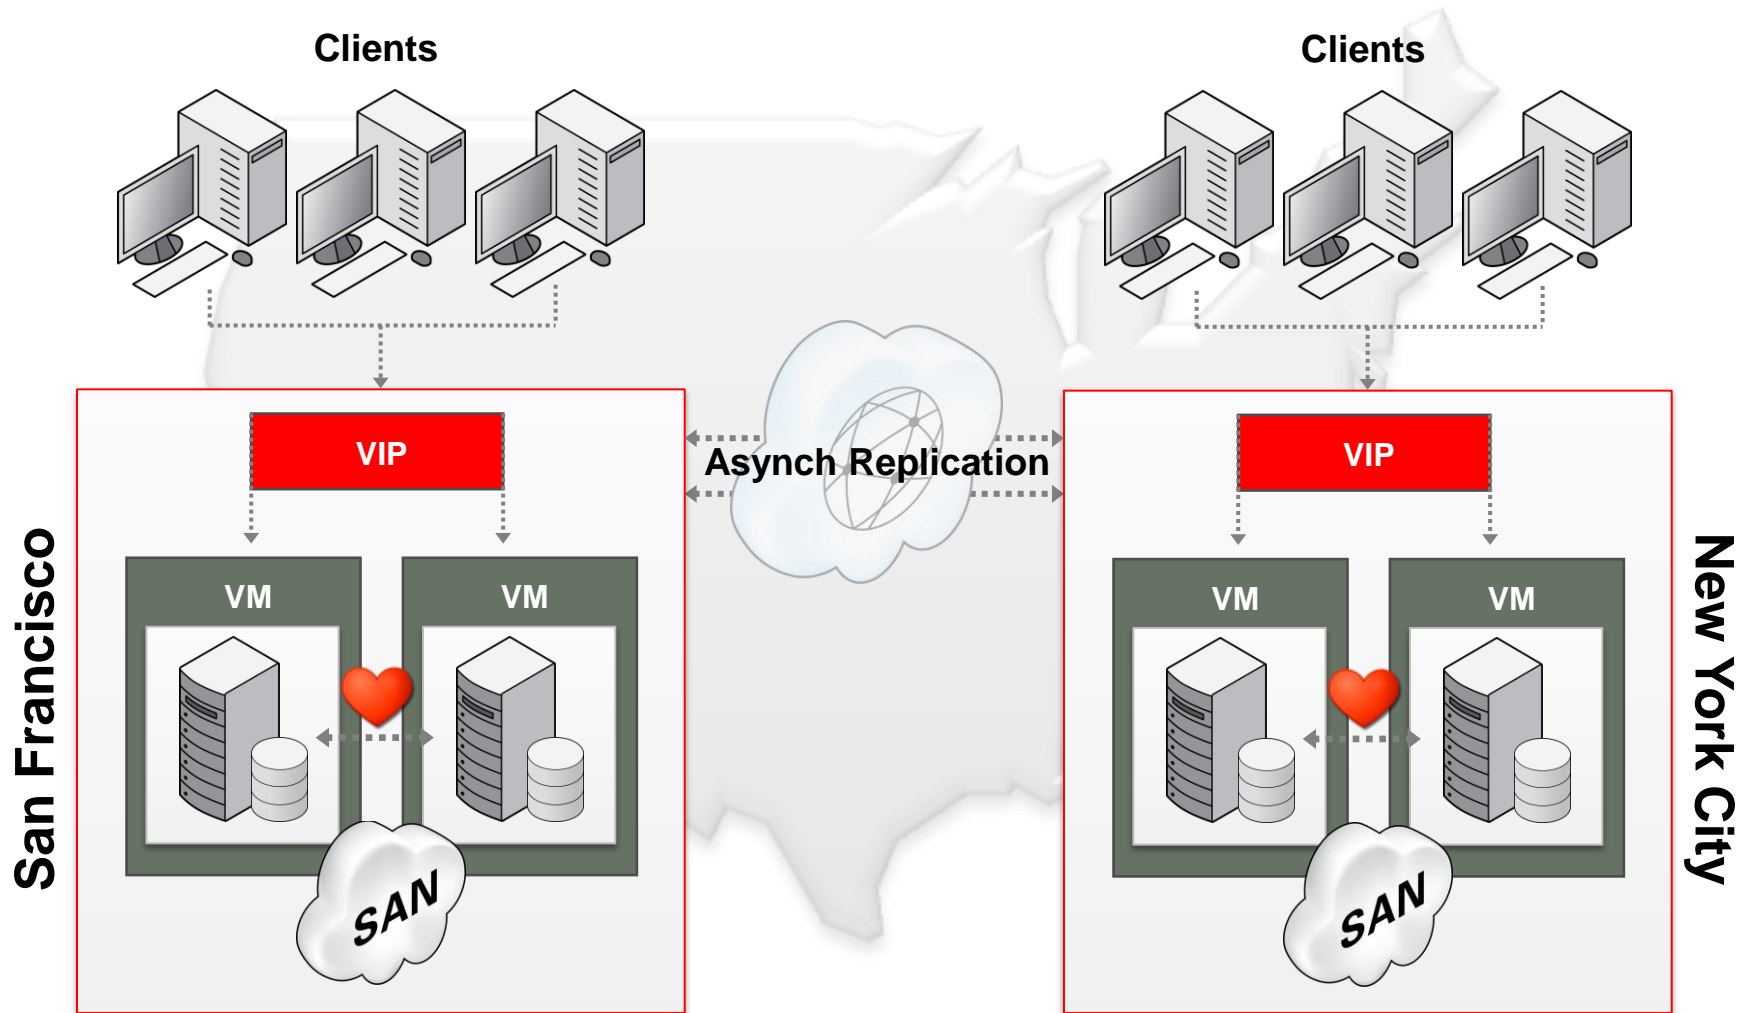 Clients
Clients
VIP
VIP
Asynch Replication
San Francisco
New York City
VM
VM
VM
VM
SAN
SAN